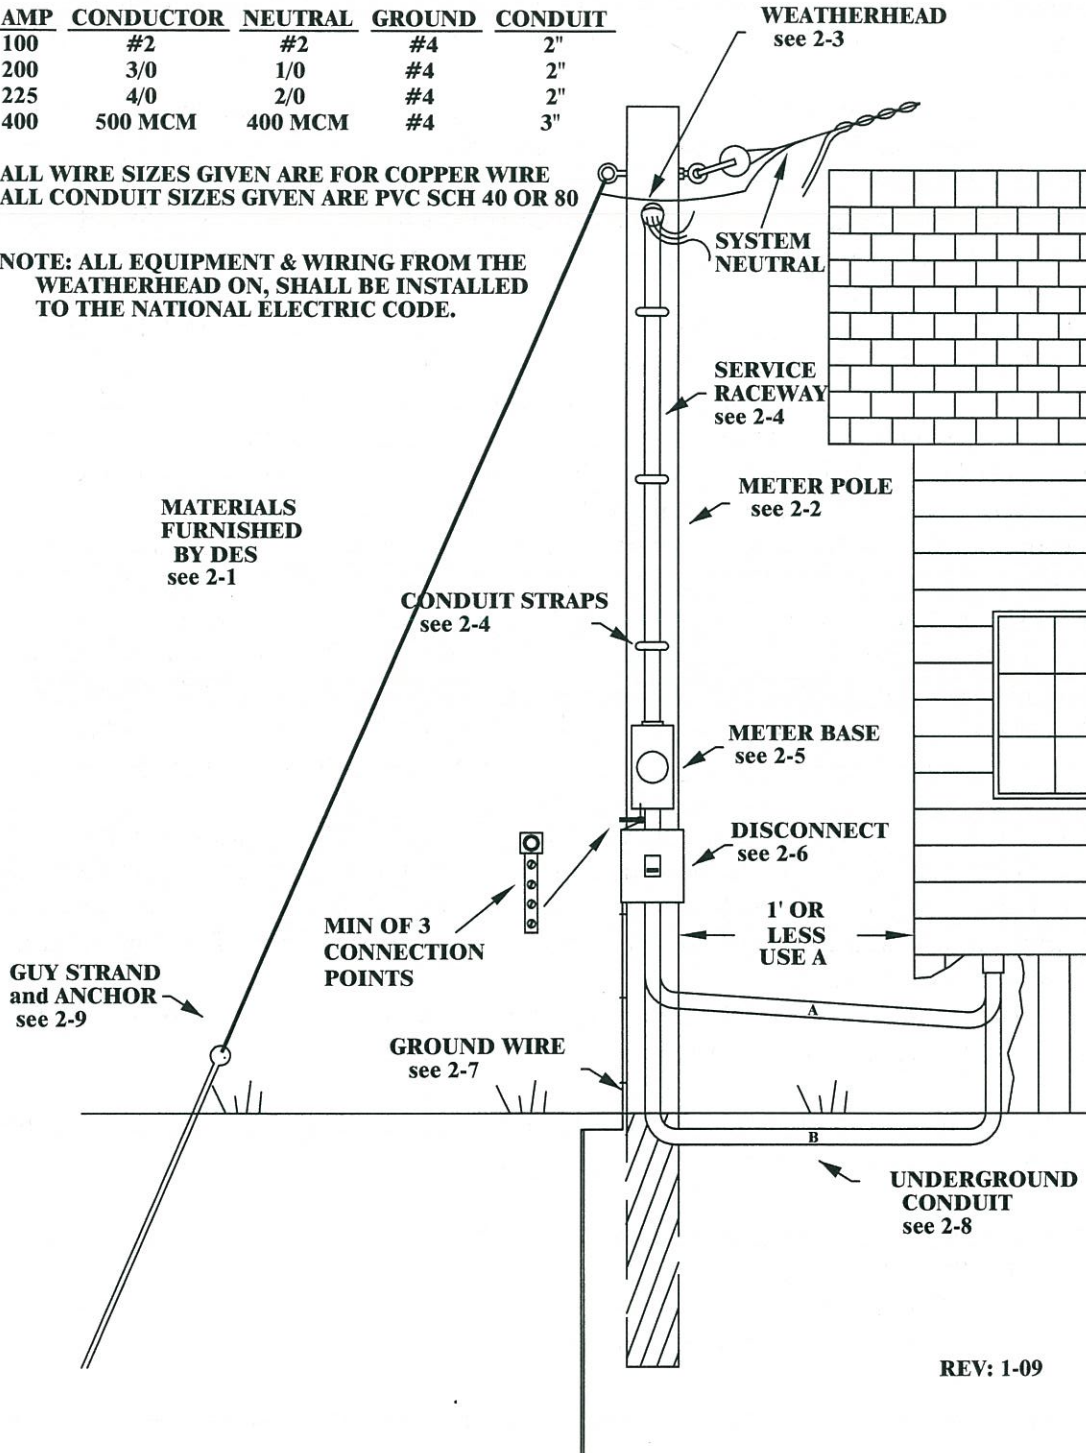 AMP CONDUCTOR NEUTRAL GROUND CONDUIT
100 #2 #2 #4 2"
200 3/0 1/0 #4 2"
225 4/0 2/0 #4 2"
400 500 MCM 400 MCM #4 3"
ALL WIRE SIZES GIVEN ARE FOR COPPER WIRE
ALL CONDUIT SIZES GIVEN ARE PVC SCH 40 OR 80
NOTE: ALL EQUIPMENT & WIRING FROM THE
WEATHERHEAD ON, SHALL BE INSTALLED
TO THE NATIONAL ELECTRIC CODE.
WEATHERHEAD
see 2-3
SYSTEM
NEUTRAL
SERVICE
RACEWAY
see 2-4
METER POLE
see 2-2
MATERIALS
FURNISHED
BY DES
see 2-1
CONDUIT STRAPS
see 2-4
METER BASE
see 2-5
DISCONNECT
see 2-6
1' OR
LESS
USE A
MIN OF 3
CONNECTION
POINTS
GUY STRAND
and ANCHOR
see 2-9
A
GROUND WIRE
see 2-7
B
UNDERGROUND
CONDUIT
see 2-8
REV: 1-09